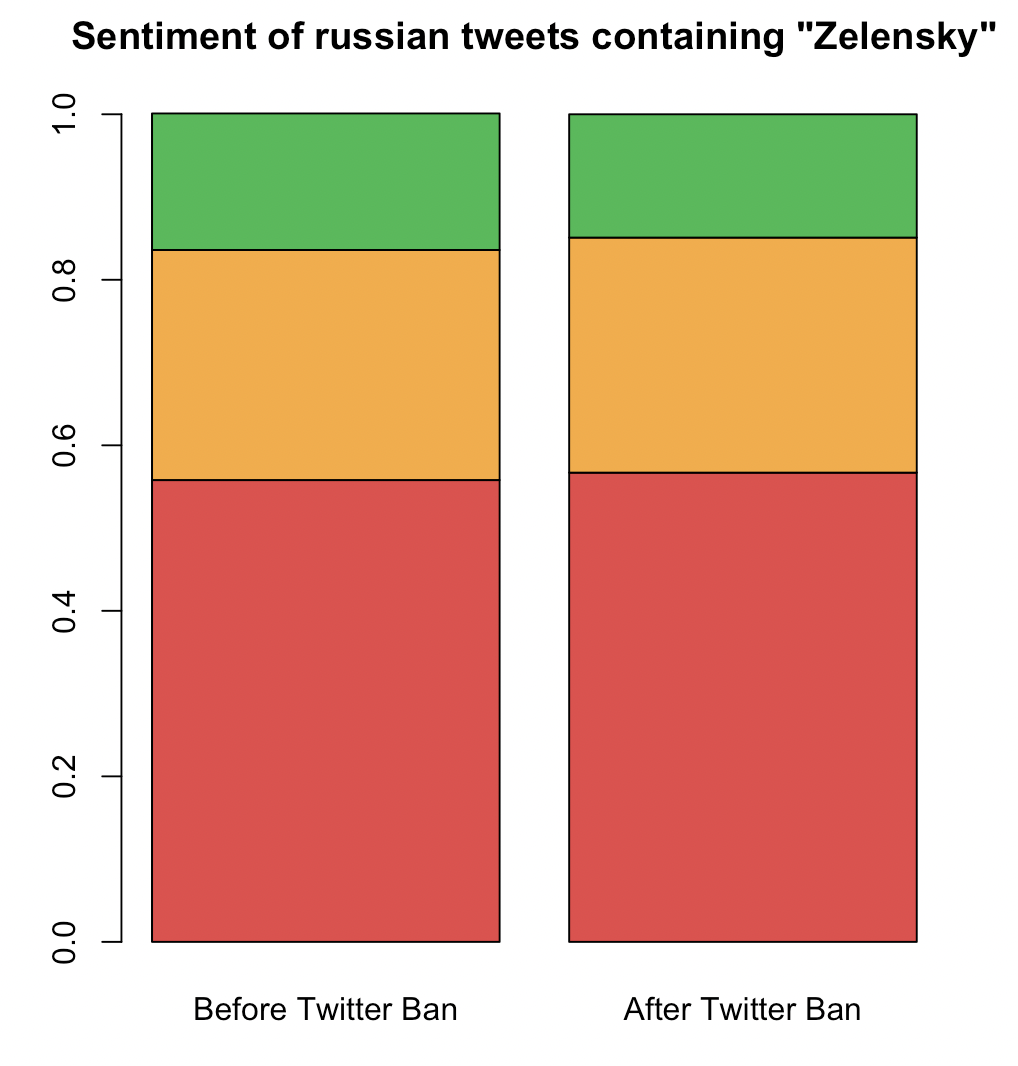 Sentiment of russian tweets containing "Zelensky"
1.0
0.8
0.6
0.4
0.2
0.0
Before Twitter Ban
After Twitter Ban